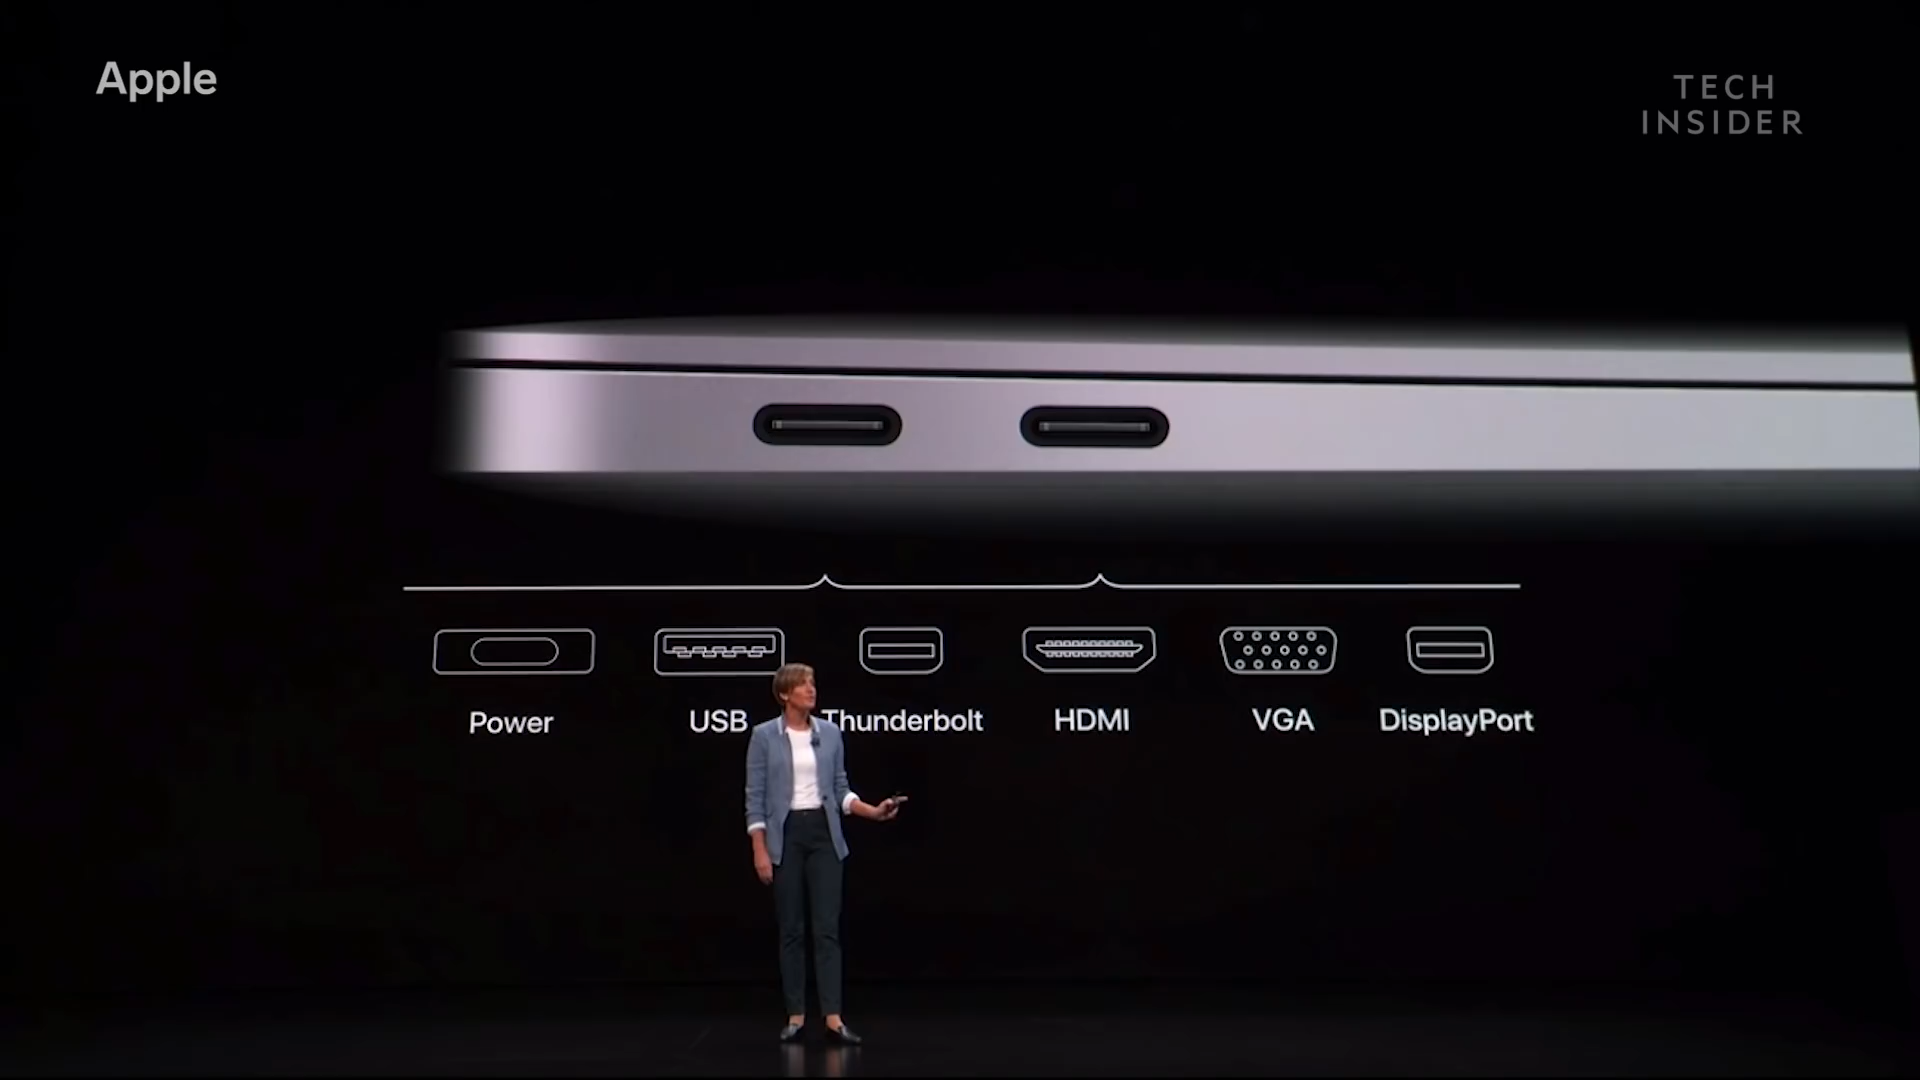 Apple
TECH
INSIDER
Power
USB
Thunderbolt
HDMI
VGA
DisplayPort